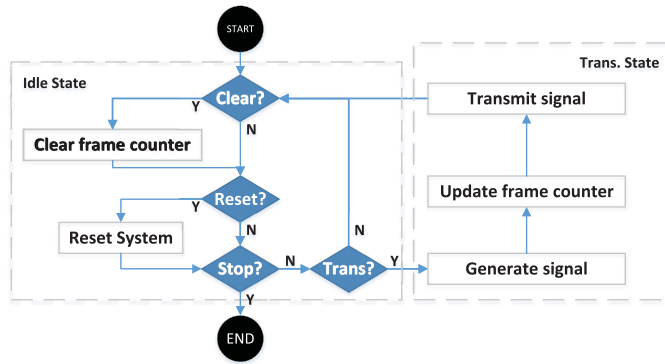 START
Idle State
Trans. State
Clear?
Transmit signal
Y
N
Clear frame counter
Reset?
Update frame counter
Y
N
Reset System
N
Stop?
N
Trans?
Y
Generate signal
Y
END